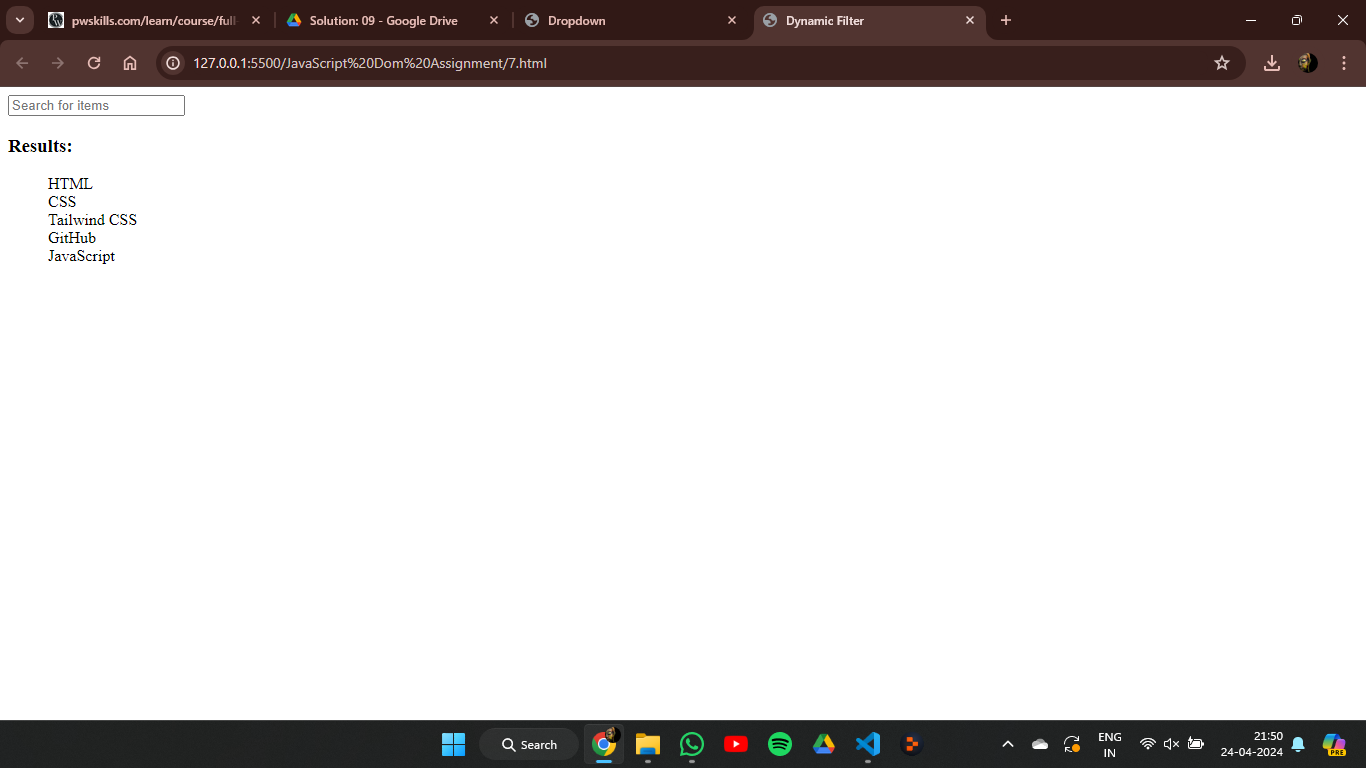 pwskills.com/learn/course/full-
Solution: 09 - Google Drive
Dropdown
Dynamic Filter
127.0.0.1:5500/JavaScript%20Dom%20Assignment/7.html
Search for items
Results:
HTML
CSS
Tailwind CSS
GitHub
JavaScript
Search
ENG
IN
21:50
24-04-2024
PRE